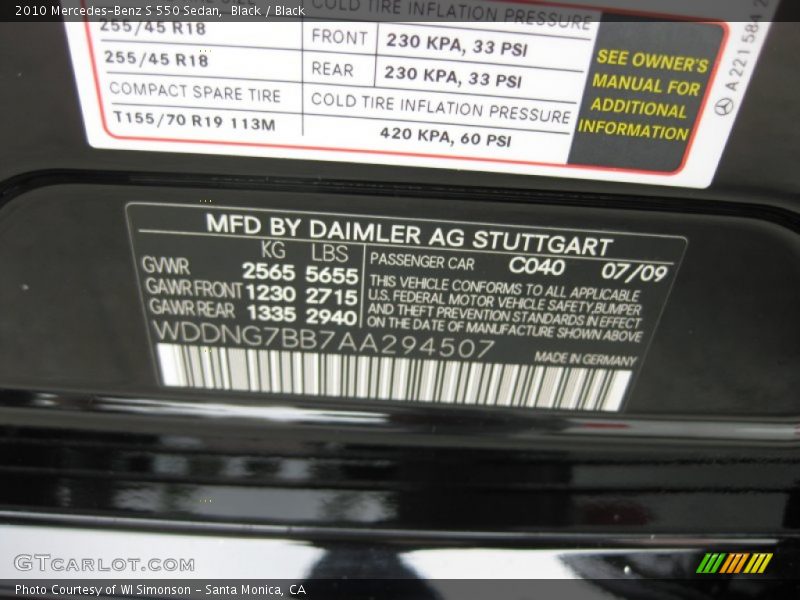 2010 Mercedes-Benz S 550 Sedan, Black / Black
COLD TIRE INFLATION PRESSURE
255/45 R18 FRONT 230 KPA, 33 PSI
255/45 R18 REAR 230 KPA, 33 PSI
COMPACT SPARE TIRE COLD TIRE INFLATION PRESSURE
T155/70 R19 113M 420 KPA, 60 PSI
SEE OWNER'S
MANUAL FOR
ADDITIONAL
INFORMATION
A 221 584 2
MFD BY DAIMLER AG STUTTGART
KG LBS
GVWR 2565 5655
GAWR FRONT 1230 2715
GAWR REAR 1335 2940
PASSENGER CAR C040 07/09
THIS VEHICLE CONFORMS TO ALL APPLICABLE
U.S. FEDERAL MOTOR VEHICLE SAFETY,BUMPER
AND THEFT PREVENTION STANDARDS IN EFFECT
ON THE DATE OF MANUFACTURE SHOWN ABOVE
WDDNG7BB7AA294507
MADE IN GERMANY
GTcarlot.com
Photo Courtesy of WI Simonson - Santa Monica, CA